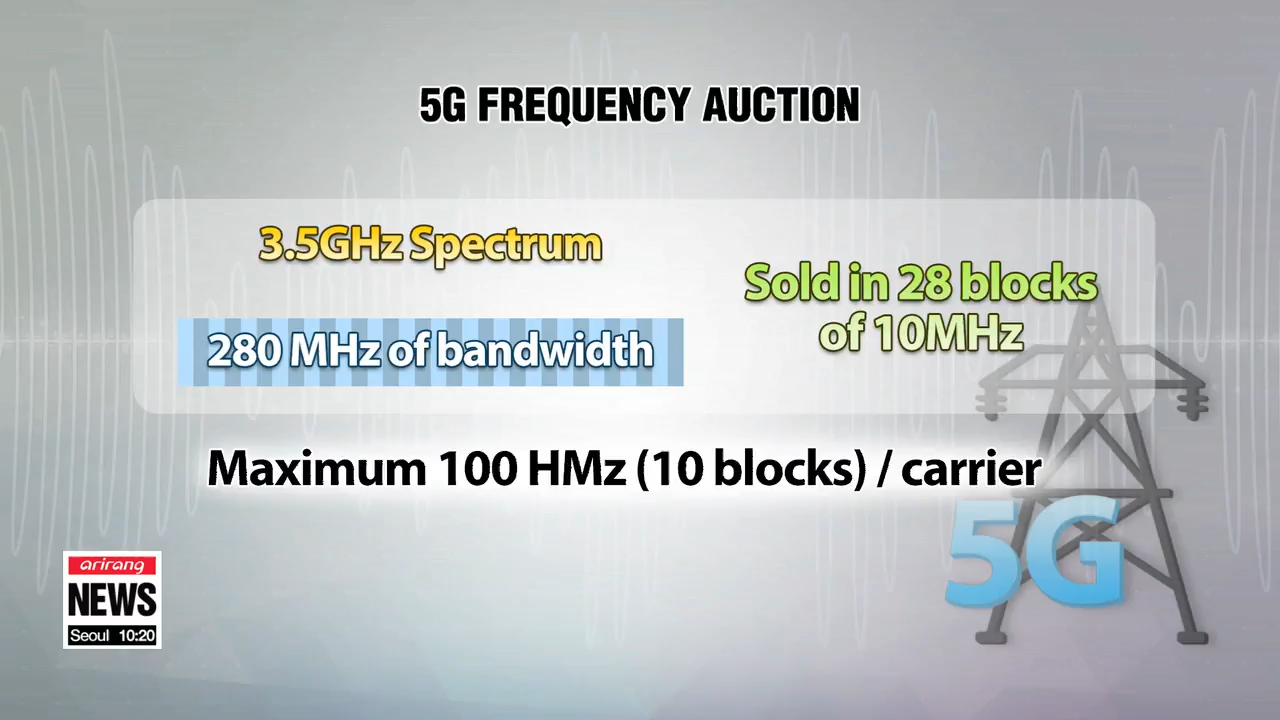 5G FREQUENCY AUCTION
3.5GHz Spectrum
280 MHz of bandwidth
Sold in 28 blocks
of 10MHz
Maximum 100 HMz (10 blocks) / carrier
5G
arirang
NEWS
Seoul 10:20